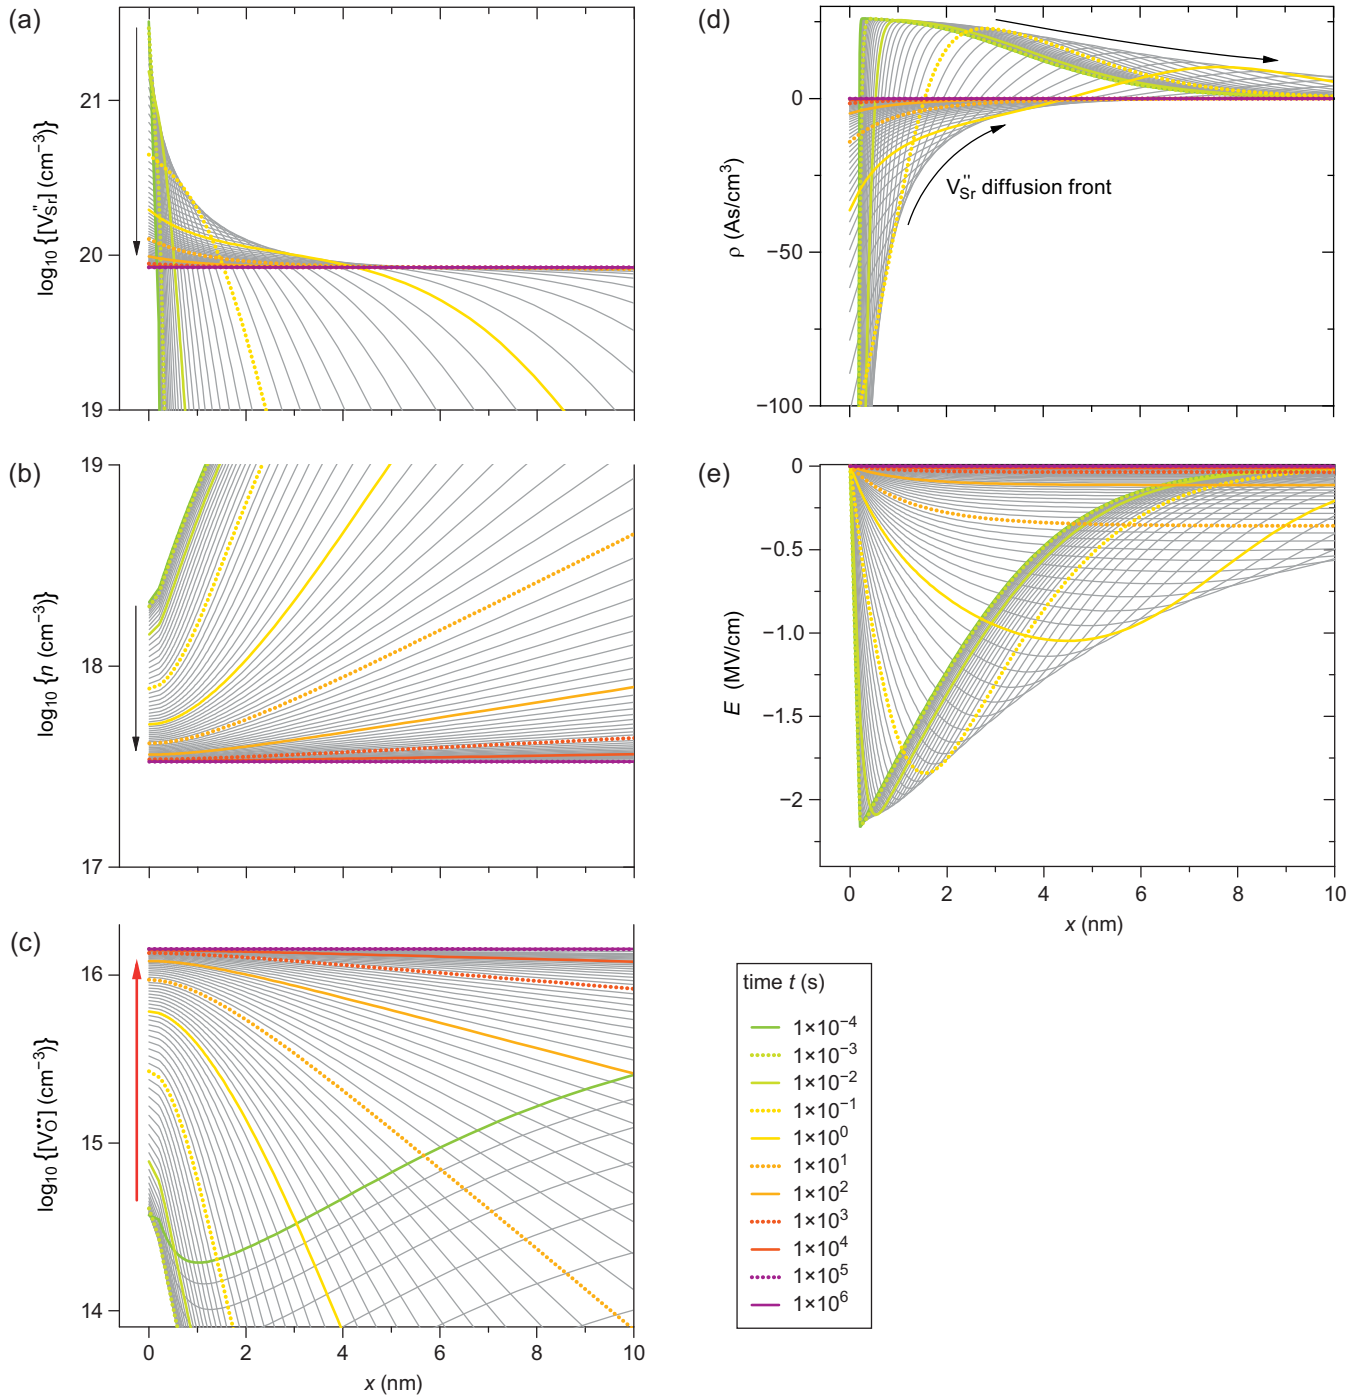 (a)
21
20
19
log₁₀ {[V″Sr] (cm⁻³)}
(b)
19
18
17
log₁₀ {n (cm⁻³)}
(c)
16
15
14
log₁₀ {[V••O] (cm⁻³)}
0 2 4 6 8 10
x (nm)
(d)
0
−50
−100
ρ (As/cm³)
V″Sr diffusion front
(e)
0
−0.5
−1.0
−1.5
−2
E (MV/cm)
0 2 4 6 8 10
x (nm)
time t (s)
1×10⁻⁴
1×10⁻³
1×10⁻²
1×10⁻¹
1×10⁰
1×10¹
1×10²
1×10³
1×10⁴
1×10⁵
1×10⁶